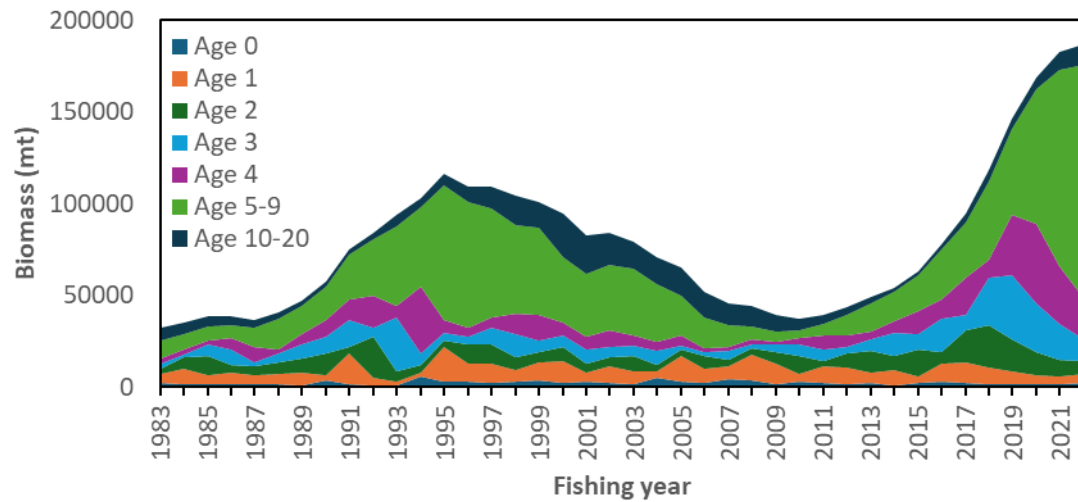 200000
150000
100000
50000
0
Biomass (mt)
Age 0
Age 1
Age 2
Age 3
Age 4
Age 5-9
Age 10-20
1983
1985
1987
1989
1991
1993
1995
1997
1999
2001
2003
2005
2007
2009
2011
2013
2015
2017
2019
2021
Fishing year